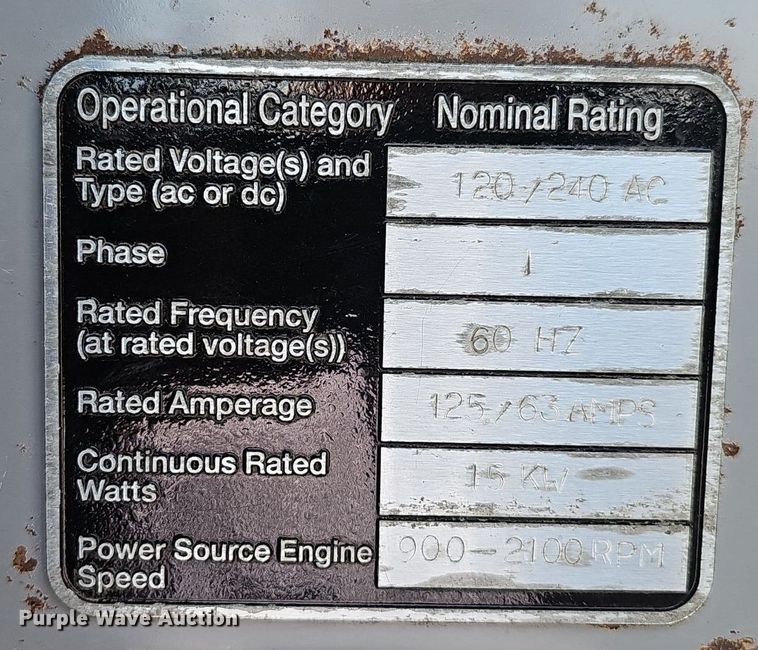 Operational Category Nominal Rating
Rated Voltage(s) and
Type (ac or dc) 120/240 AC
Phase 1
Rated Frequency
(at rated voltage(s)) 60 HZ
Rated Amperage 125/63 AMPS
Continuous Rated
Watts 15 KW
Power Source Engine
Speed 900-2100 RPM
Purple Wave Auction